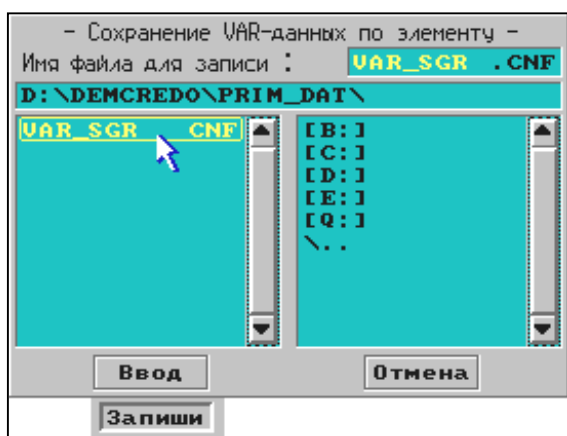 - Сохранение VAR-данных по элементу -
Имя файла для записи : VAR_SGR .CNF
D:\DEMCREDO\PRIM_DAT\
VAR_SGR CNF
[B:]
[C:]
[D:]
[E:]
[Q:]
\..
Ввод Отмена
Запиши